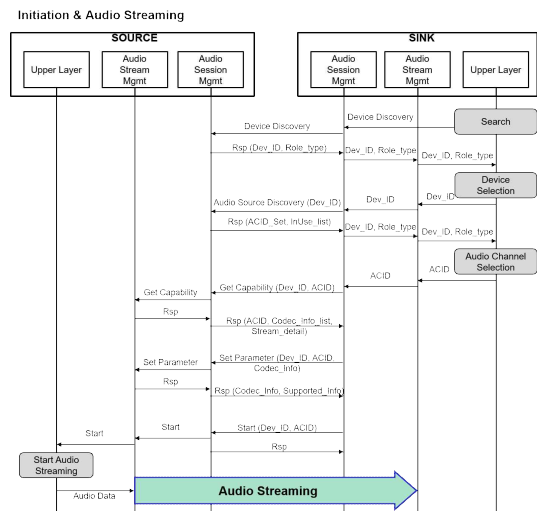 Initiation & Audio Streaming
SOURCE
SINK
Upper Layer
Audio
Stream
Mgmt
Audio
Session
Mgmt
Audio
Session
Mgmt
Audio
Stream
Mgmt
Upper Layer
Device Discovery
Search
Device Discovery
Rsp (Dev_ID, Role_type)
Dev_ID, Role_type
Dev_ID, Role_type
Device
Selection
Audio Source Discovery (Dev_ID)
Dev_ID
Dev_ID
Rsp (ACID_Set, InUse_list)
Dev_ID, Role_type
Dev_ID, Role_type
Audio Channel
Selection
ACID
ACID
Get Capability (Dev_ID, ACID)
Get Capability
Rsp
Rsp (ACID, Codec_Info_list,
Stream_detail)
Set Parameter (Dev_ID, ACID,
Codec_Info)
Set Parameter
Rsp
Rsp (Codec_Info, Supported_Info)
Start (Dev_ID, ACID)
Start
Start
Rsp
Start Audio
Streaming
Audio Data
Audio Streaming